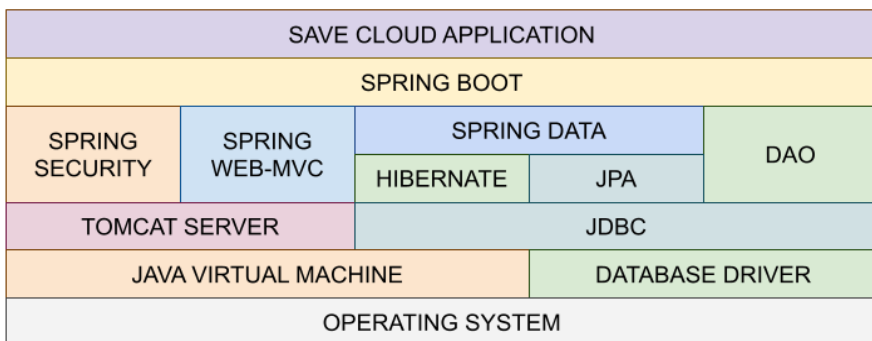 SAVE CLOUD APPLICATION
SPRING BOOT
SPRING
SECURITY
SPRING
WEB-MVC
SPRING DATA
HIBERNATE
JPA
DAO
TOMCAT SERVER
JDBC
JAVA VIRTUAL MACHINE
DATABASE DRIVER
OPERATING SYSTEM